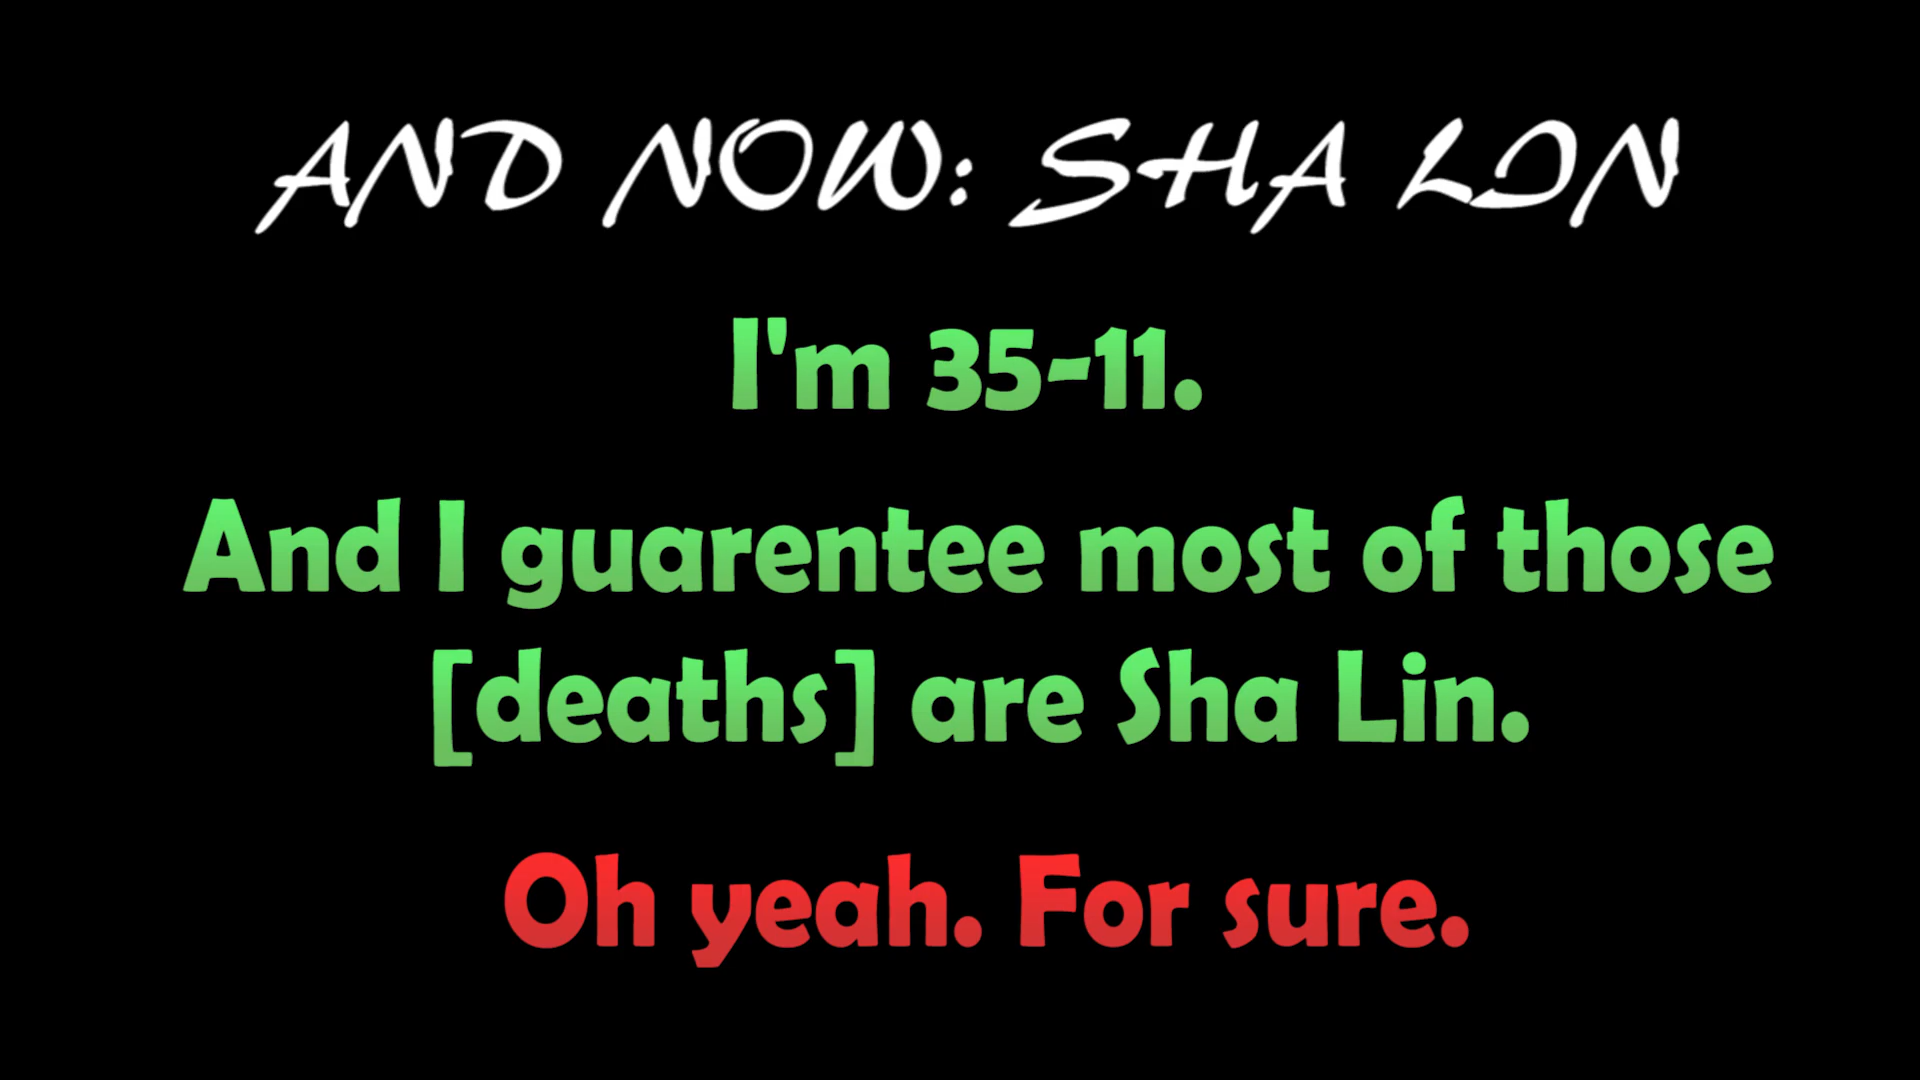 AND NOW: SHA LIN
I'm 35-11.
And I guarentee most of those
[deaths] are Sha Lin.
Oh yeah. For sure.